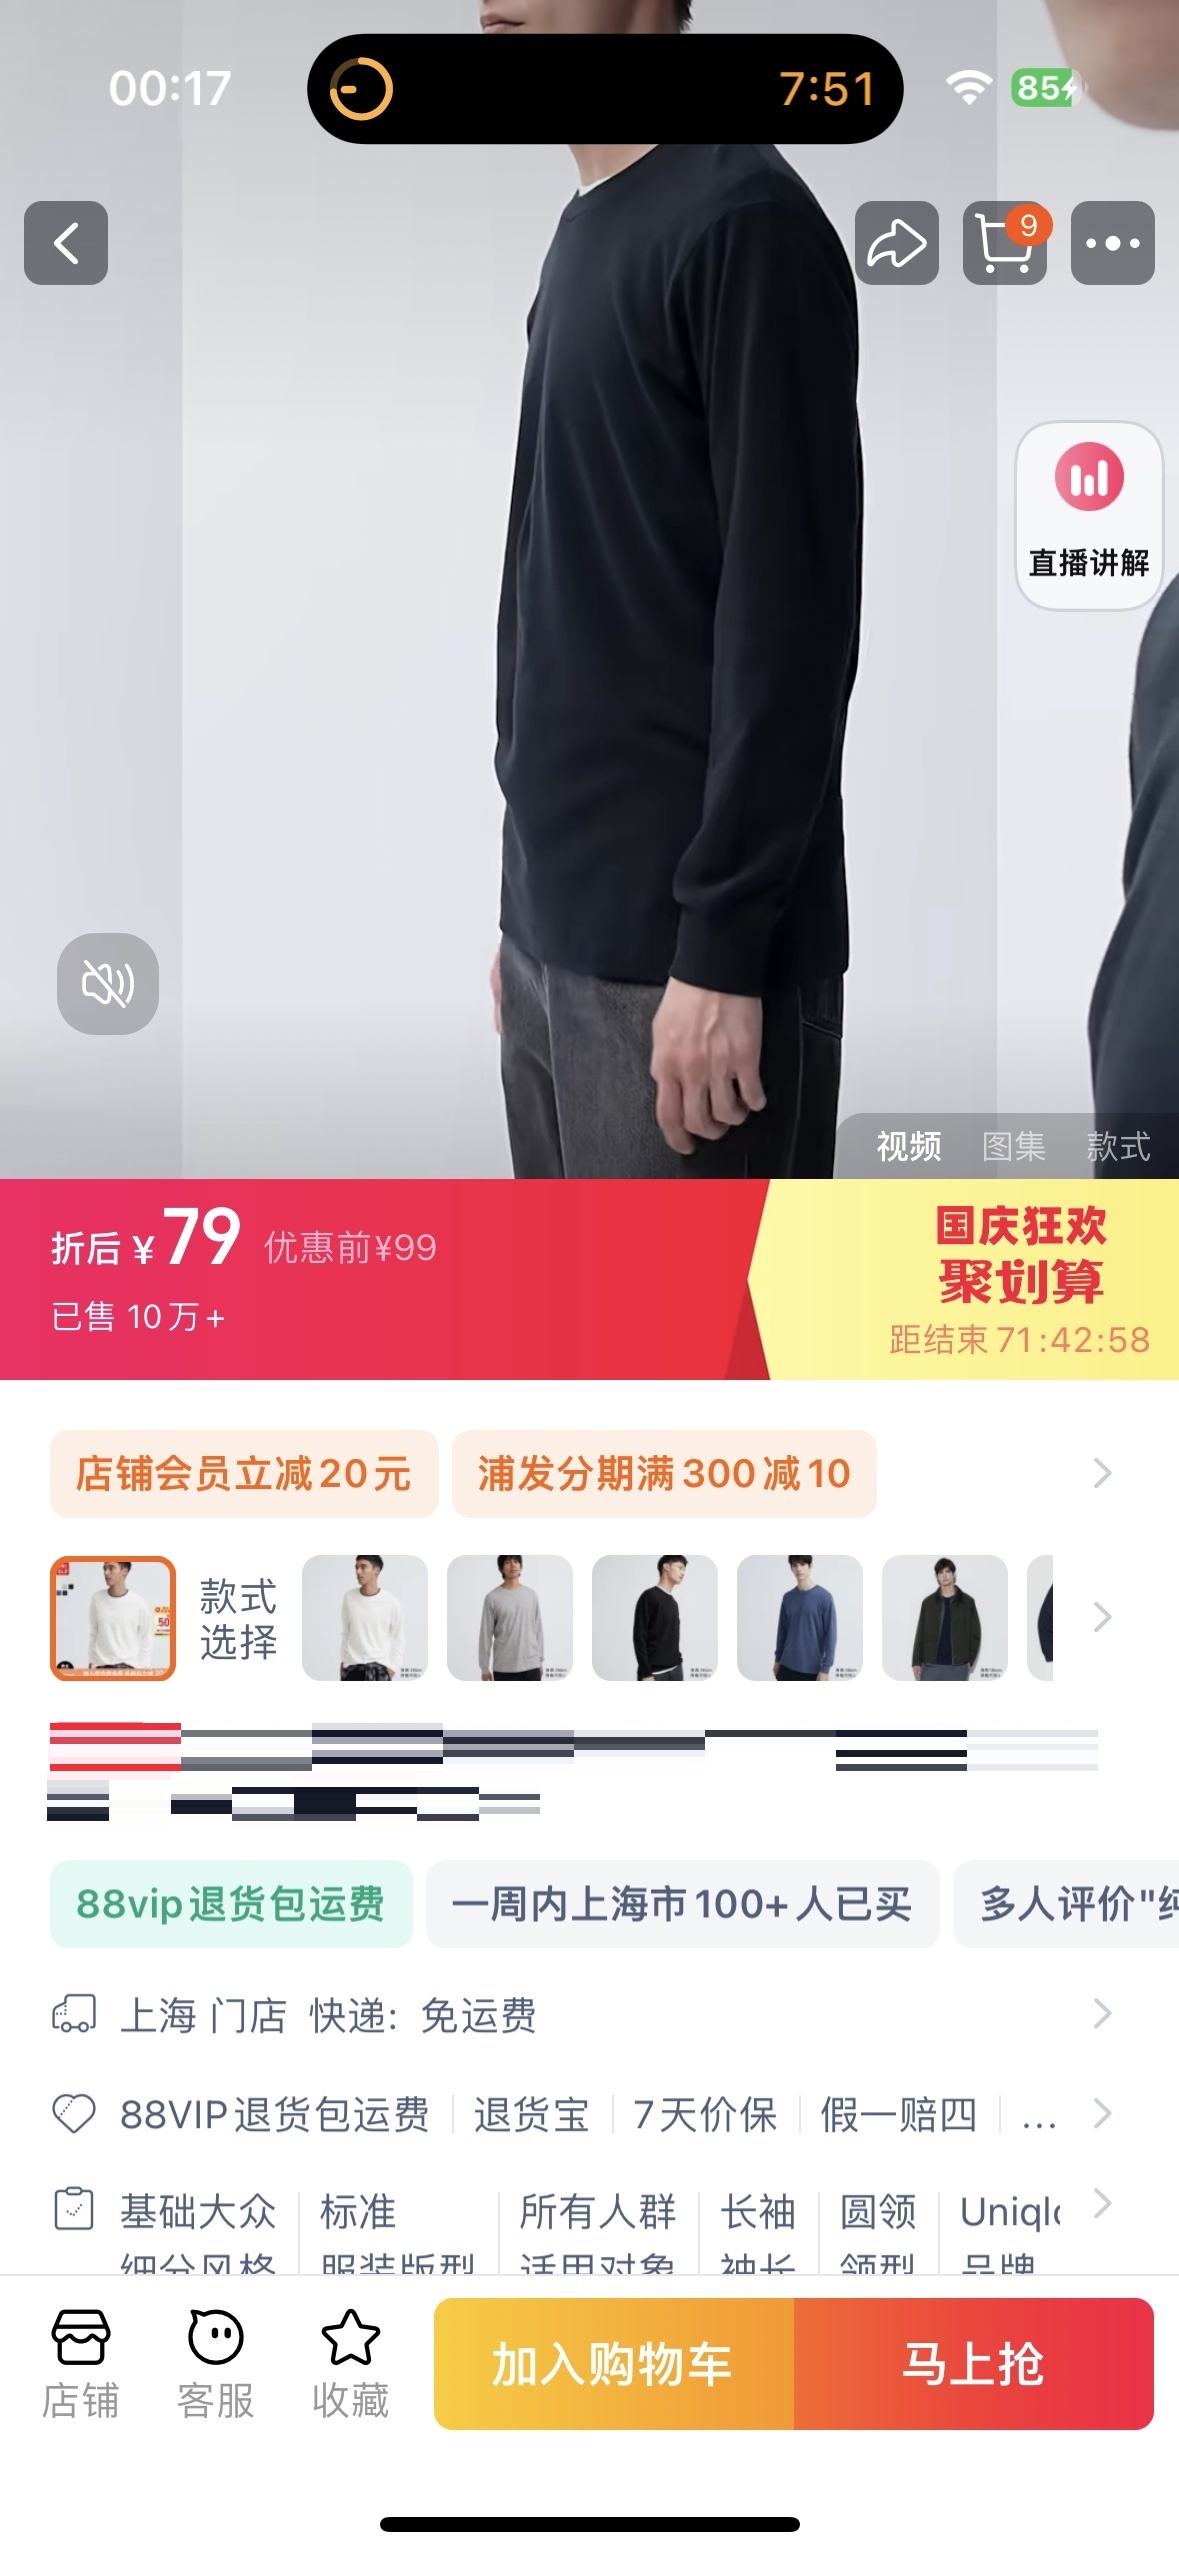 00:17
7:51
85
9
直播讲解
视频 图集 款式
折后 ¥79 优惠前¥99
已售 10万+
国庆狂欢
聚划算
距结束 71:42:58
店铺会员立减20元 浦发分期满300减10
款式
选择
50
88vip退货包运费 一周内上海市100+人已买 多人评价"
上海 门店 快递: 免运费
88VIP退货包运费 退货宝 7天价保 假一赔四 ...
基础大众 标准 所有人群 长袖 圆领 Uniql
细分风格 服装版型 适用对象 袖长 领型 品牌
店铺 客服 收藏 加入购物车 马上抢